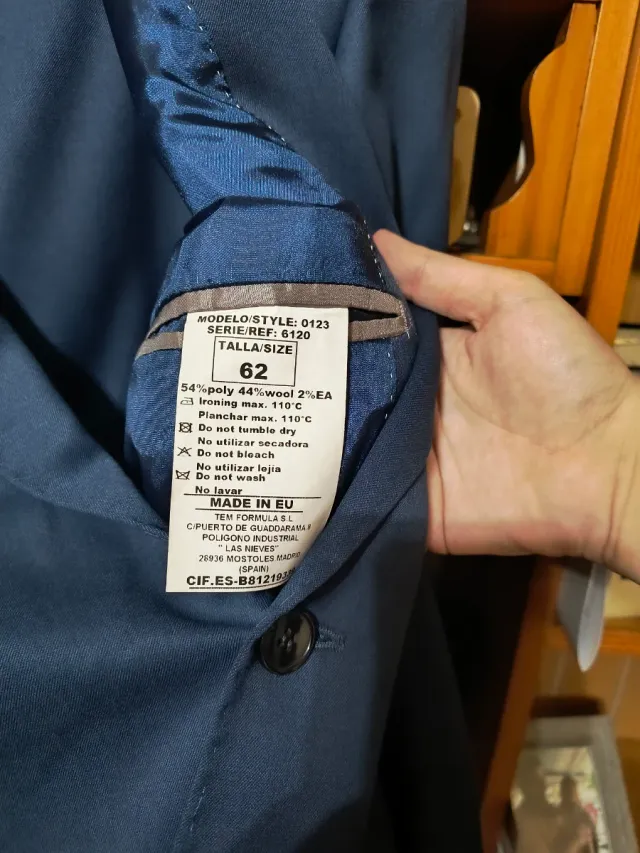 MODELO/STYLE: 0123
SERIE/REF: 6120
TALLA/SIZE
62
54%poly 44%wool 2%EA
Ironing max. 110°C
Planchar max. 110°C
Do not tumble dry
No utilizar secadora
Do not bleach
No utilizar lejía
Do not wash
No lavar
MADE IN EU
TEM FORMULA S.L
C/PUERTO DE GUADDARAMA
POLIGONO INDUSTRIAL
" LAS NIEVES"
28936 MOSTOLES.MADRID
(SPAIN)